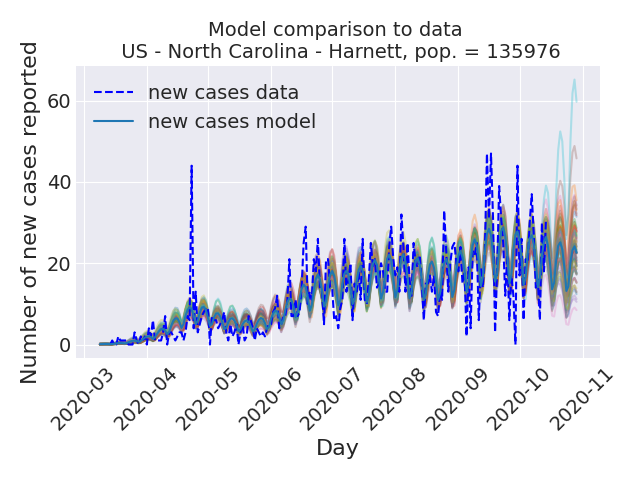 Model comparison to data
US - North Carolina - Harnett, pop. = 135976
new cases data
new cases model
Number of new cases reported
60
40
20
0
2020-03
2020-04
2020-05
2020-06
2020-07
2020-08
2020-09
2020-10
2020-11
Day